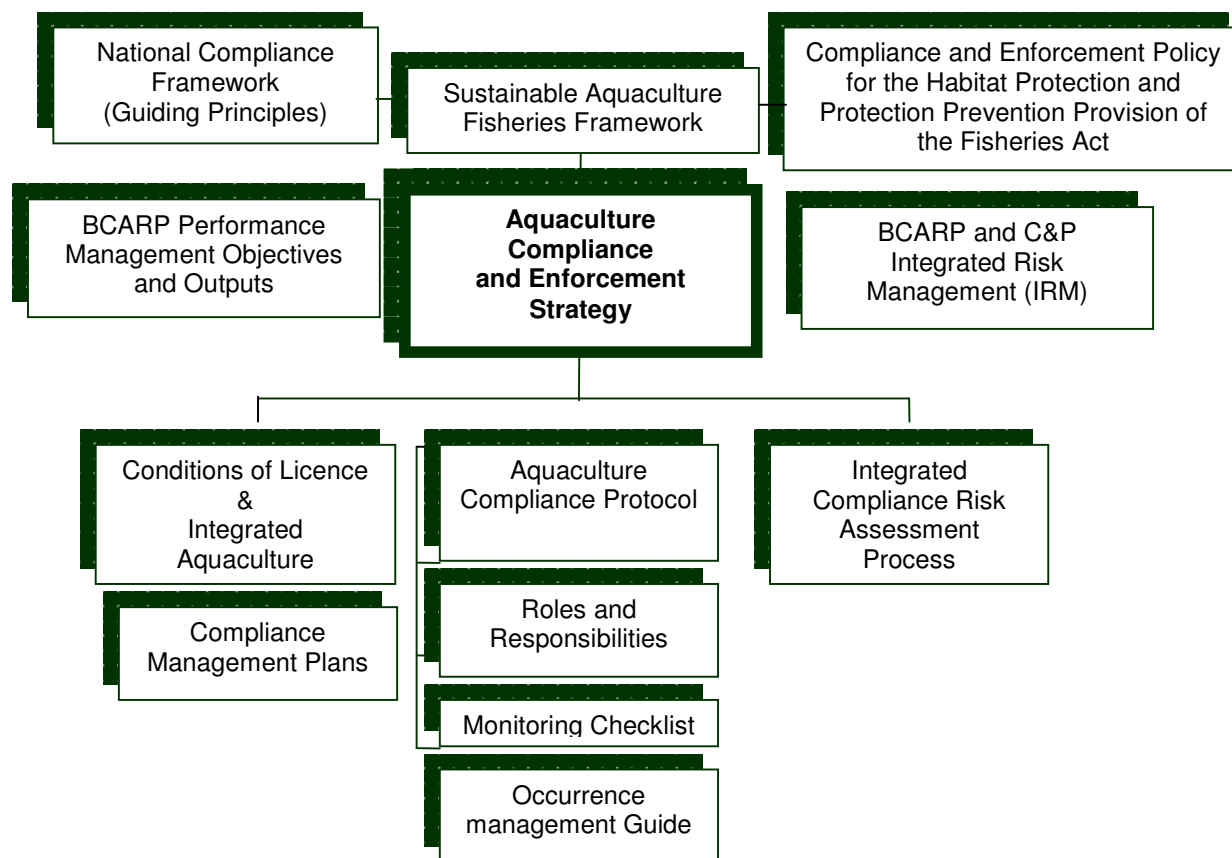 National Compliance
Framework
(Guiding Principles)
Sustainable Aquaculture
Fisheries Framework
Compliance and Enforcement Policy
for the Habitat Protection and
Protection Prevention Provision of
the Fisheries Act
BCARP Performance
Management Objectives
and Outputs
Aquaculture
Compliance
and Enforcement
Strategy
BCARP and C&P
Integrated Risk
Management (IRM)
Conditions of Licence
&
Integrated
Aquaculture
Compliance
Management Plans
Aquaculture
Compliance Protocol
Roles and
Responsibilities
Monitoring Checklist
Occurrence
management Guide
Integrated
Compliance Risk
Assessment
Process